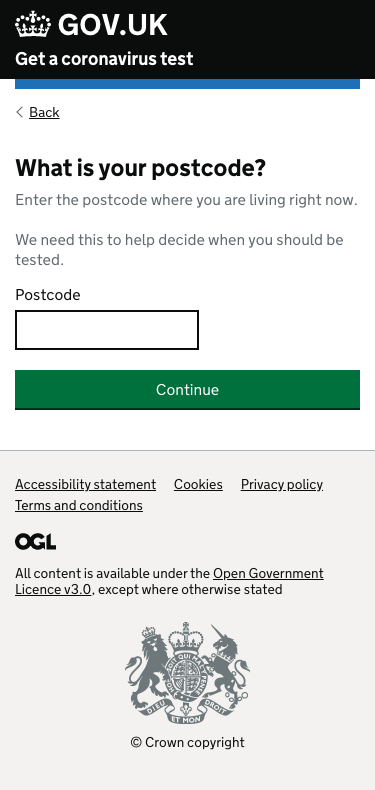 GOV.UK
Get a coronavirus test
Back
What is your postcode?
Enter the postcode where you are living right now.
We need this to help decide when you should be
tested.
Postcode
Continue
Accessibility statement Cookies Privacy policy
Terms and conditions
OGL
All content is available under the Open Government
Licence v3.0, except where otherwise stated
DIEU ET MON DROIT
© Crown copyright